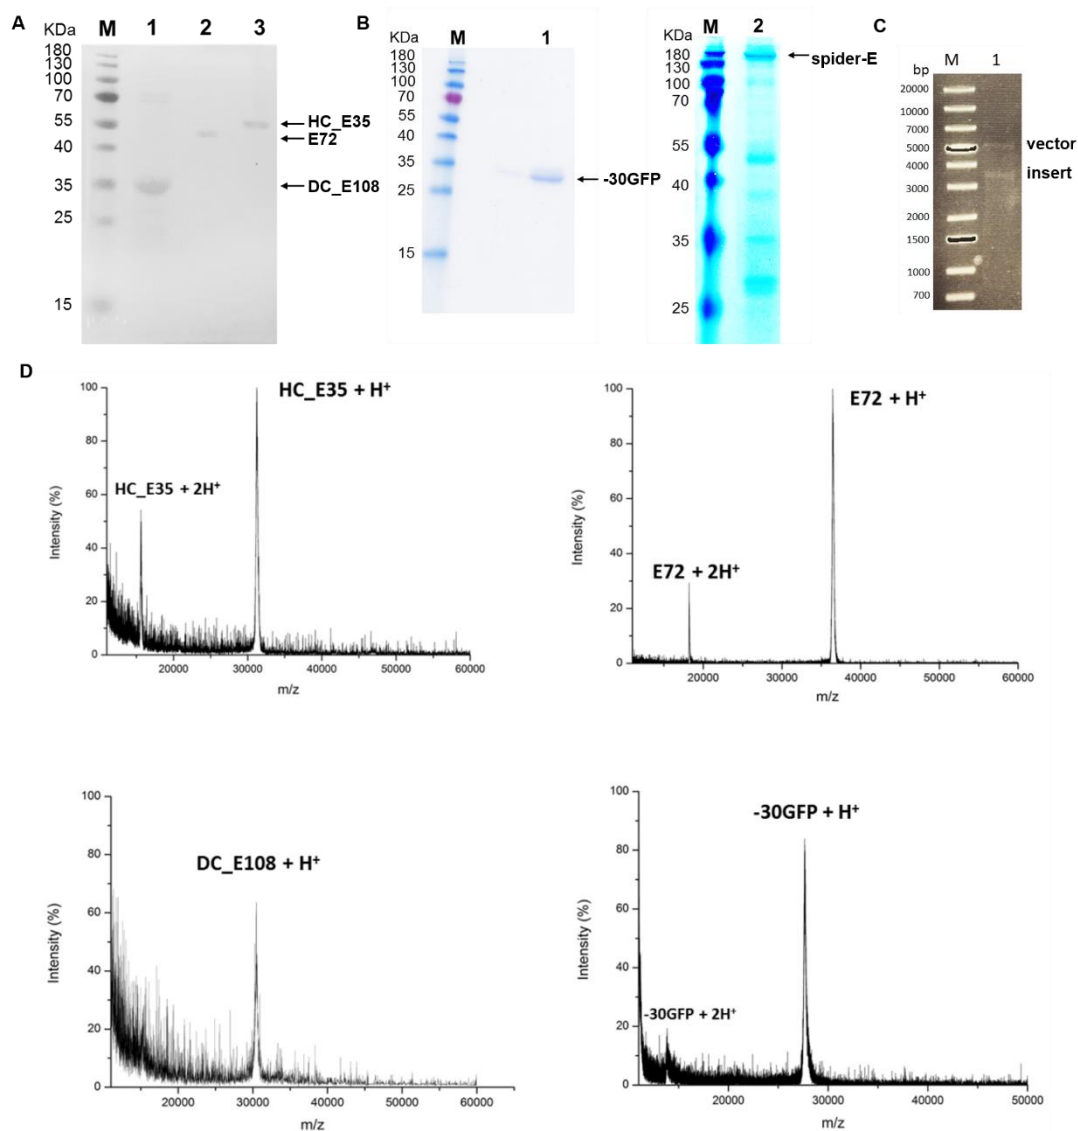 A
KDa
M
1
2
3
180
130
100
70
55
40
35
25
15
HC_E35
E72
DC_E108
B
KDa
M
1
180
130
100
70
55
40
35
25
15
-30GFP
M
2
180
130
100
70
55
40
35
25
spider-E
C
bp
M
1
20000
10000
7000
5000
4000
3000
2000
1500
1000
700
vector
insert
D
HC_E35 + H⁺
HC_E35 + 2H⁺
Intensity (%)
100
80
60
40
20
0
20000 30000 40000 50000 60000
m/z
E72 + H⁺
E72 + 2H⁺
Intensity (%)
100
80
60
40
20
0
20000 30000 40000 50000 60000
m/z
DC_E108 + H⁺
Intensity (%)
100
80
60
40
20
0
20000 30000 40000 50000 60000
m/z
-30GFP + H⁺
-30GFP + 2H⁺
Intensity (%)
100
80
60
40
20
0
20000 30000 40000 50000
m/z